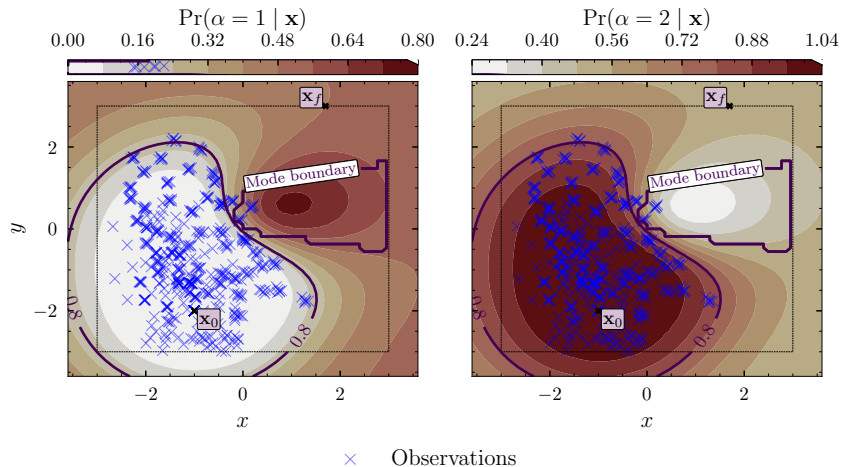 Pr(α = 1 | x)
0.00 0.16 0.32 0.48 0.64 0.80
Pr(α = 2 | x)
0.24 0.40 0.56 0.72 0.88 1.04
x_f
Mode boundary
x_0
0.8
0.8
2
0
−2
y
−2 0 2
x
x_f
Mode boundary
x_0
0.8
0.8
−2 0 2
x
Observations